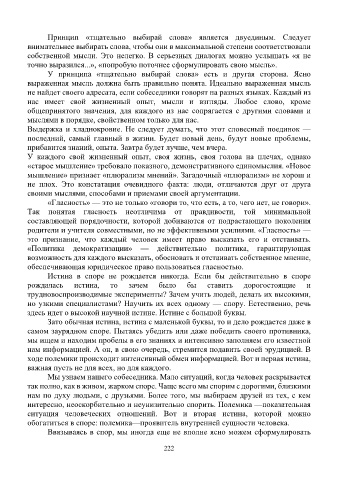 Принцип «тщательно выбирай слова» является двуединым. Следует
внимательнее выбирать слова, чтобы они в максимальной степени соответствовали
собственной мысли. Это нелегко. В серьезных диалогах можно услышать «я не
точно выразился...», «попробую поточнее сформулировать свою мысль».
У принципа «тщательно выбирай слова» есть и другая сторона. Ясно
выраженная мысль должна быть правильно понята. Идеально выраженная мысль
не найдет своего адресата, если собеседники говорят на разных языках. Каждый из
нас имеет свой жизненный опыт, мысли и взгляды. Любое слово, кроме
общепринятого значения, для каждого из нас сопрягается с другими словами и
мыслями в порядке, свойственном только для нас.
Выдержка и хладнокровие. Не следует думать, что этот словесный поединок —
последний, самый главный в жизни. Будет новый день, будут новые проблемы,
прибавится знаний, опыта. Завтра будет лучше, чем вчера.
У каждого свой жизненный опыт, своя жизнь, своя голова на плечах, однако
«старое мышление» требовало показного, демонстративного единомыслия. «Новое
мышление» признает «плюрализм мнений». Загадочный «плюрализм» не хорош и
не плох. Это констатация очевидного факта: люди, отличаются друг от друга
своими мыслями, способами и приемами своей аргументации.
«Гласность» — это не только «говори то, что есть, а то, чего нет, не говори».
Так понятая гласность неотличима от правдивости, той минимальной
составляющей порядочности, которой добиваются от подрастающего поколения
родители и учителя совместными, но не эффективными усилиями. «Гласность» —
это признание, что каждый человек имеет право высказать его и отстаивать.
«Политика демократизации» — действительно политика, гарантирующая
возможность для каждого высказать, обосновать и отстаивать собственное мнение,
обеспечивающая юридическое право пользоваться гласностью.
Истина в споре не рождается никогда. Если бы действительно в споре
рождалась истина, то зачем было бы ставить дорогостоящие и
трудновоспроизводимые эксперименты? Зачем учить людей, делать их высокими,
но узкими специалистами? Научить их всех одному — спору. Естественно, речь
здесь идет о высокой научной истине. Истине с большой буквы.
Зато обычная истина, истина с маленькой буквы, то и дело рождается даже в
самом заурядном споре. Пытаясь убедить или даже победить своего противника,
мы ищем и находим пробелы в его знаниях и интенсивно заполняем его известной
нам информацией. А он, в свою очередь, стремится подавить своей эрудицией. В
ходе полемики происходит интенсивный обмен информацией. Вот и первая истина,
важная пусть не для всех, но для каждого.
Мы узнаем нашего собеседника. Мало ситуаций, когда человек раскрывается
так полно, как в живом, жарком споре. Чаще всего мы спорим с дорогими, близкими
нам по духу людьми, с друзьями. Более того, мы выбираем друзей из тех, с кем
интересно, неоскорбительно и неунизительно спорить. Полемика —показательная
ситуация человеческих отношений. Вот и вторая истина, которой можно
обогатиться в споре: полемика—проявитель внутренней сущности человека.
Ввязываясь в спор, мы иногда еще не вполне ясно можем сформулировать
222